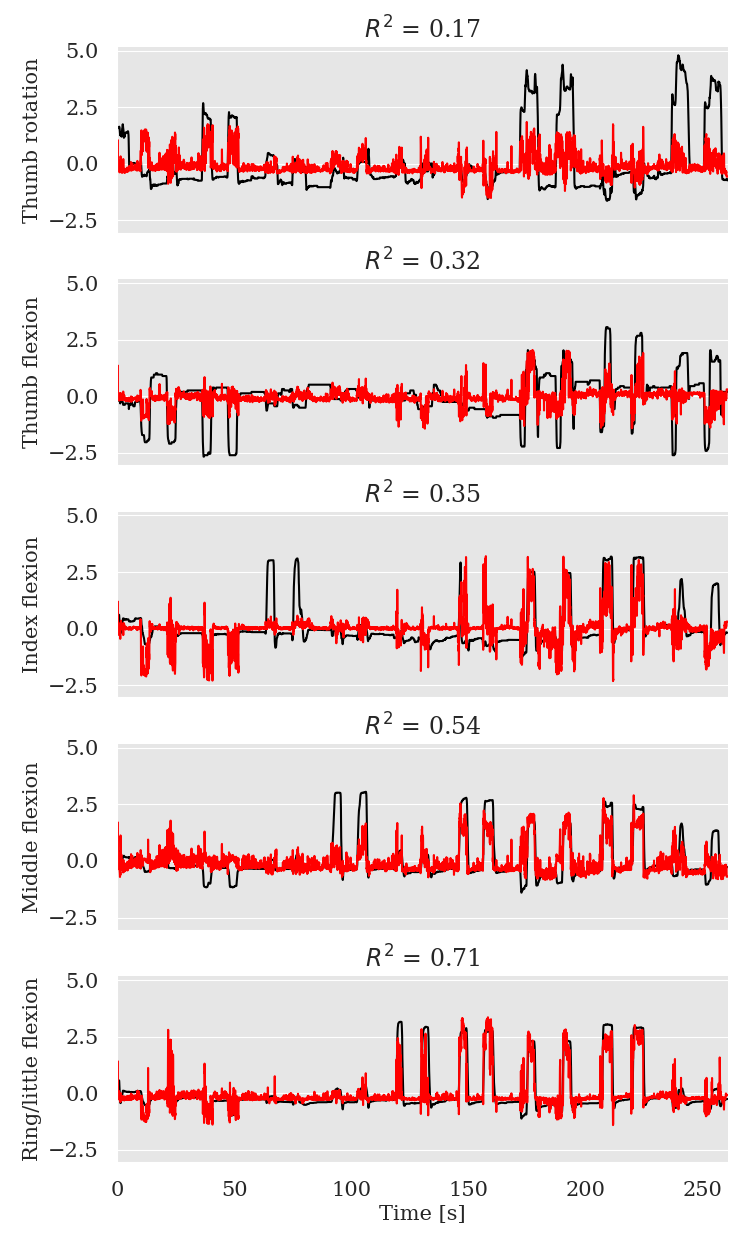 R² = 0.17
5.0
2.5
0.0
−2.5
Thumb rotation
R² = 0.32
5.0
2.5
0.0
−2.5
Thumb flexion
R² = 0.35
5.0
2.5
0.0
−2.5
Index flexion
R² = 0.54
5.0
2.5
0.0
−2.5
Middle flexion
R² = 0.71
5.0
2.5
0.0
−2.5
Ring/little flexion
0 50 100 150 200 250
Time [s]